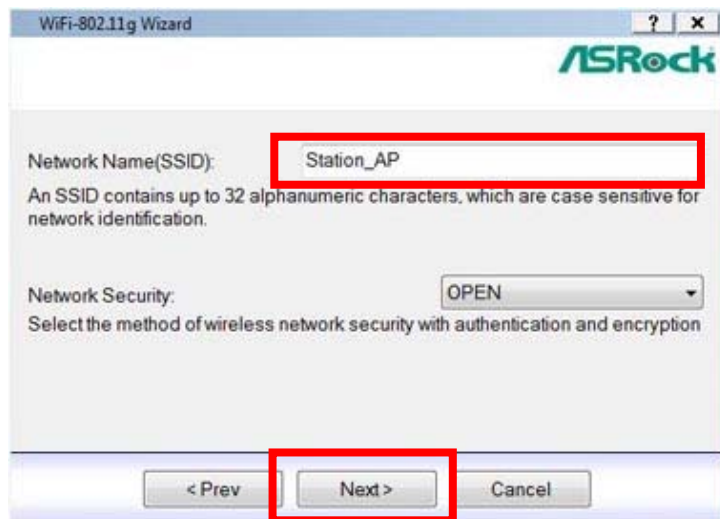 WiFi-802.11g Wizard
? x
ASRock
Network Name(SSID): Station_AP
An SSID contains up to 32 alphanumeric characters, which are case sensitive for
network identification.
Network Security: OPEN
Select the method of wireless network security with authentication and encryption
< Prev Next > Cancel